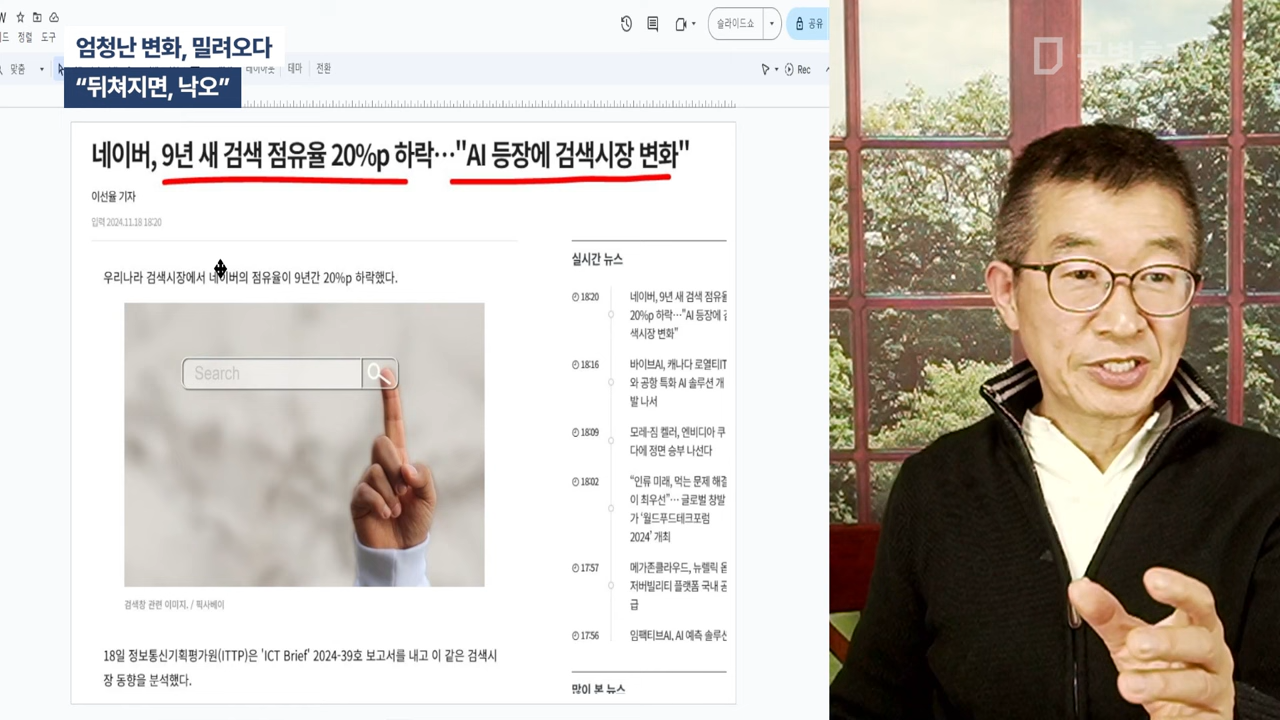 엄청난 변화, 밀려오다
"뒤쳐지면, 낙오"
정렬
도구
슬라이드쇼
공유
맞춤
테마
전환
Rec
네이버, 9년 새 검색 점유율 20%p 하락…"AI 등장에 검색시장 변화"
이선율 기자
입력 2024.11.18 18:20
우리나라 검색시장에서 네이버의 점유율이 9년간 20%p 하락했다.
Search
검색창 관련 이미지. / 픽사베이
18일 정보통신기획평가원(ITTP)은 'ICT Brief' 2024-39호 보고서를 내고 이 같은 검색시
장 동향을 분석했다.
실시간 뉴스
18:20
네이버, 9년 새 검색 점유율
20%p 하락…"AI 등장에 검
색시장 변화"
18:16
바이브AI, 캐나다 로열티IT
와 공항 특화 AI 솔루션 개
발 나서
18:09
모레-짐 켈러, 엔비디아 쿠
다에 정면 승부 나선다
18:02
“인류 미래, 먹는 문제 해결
이 최우선”… 글로벌 창발
가 ‘월드푸드테크포럼
2024’ 개최
17:57
메가존클라우드, 뉴렐릭 옵
저버빌리티 플랫폼 국내 공
급
17:56
임팩티브AI, AI 예측 솔루션
많이 본 뉴스